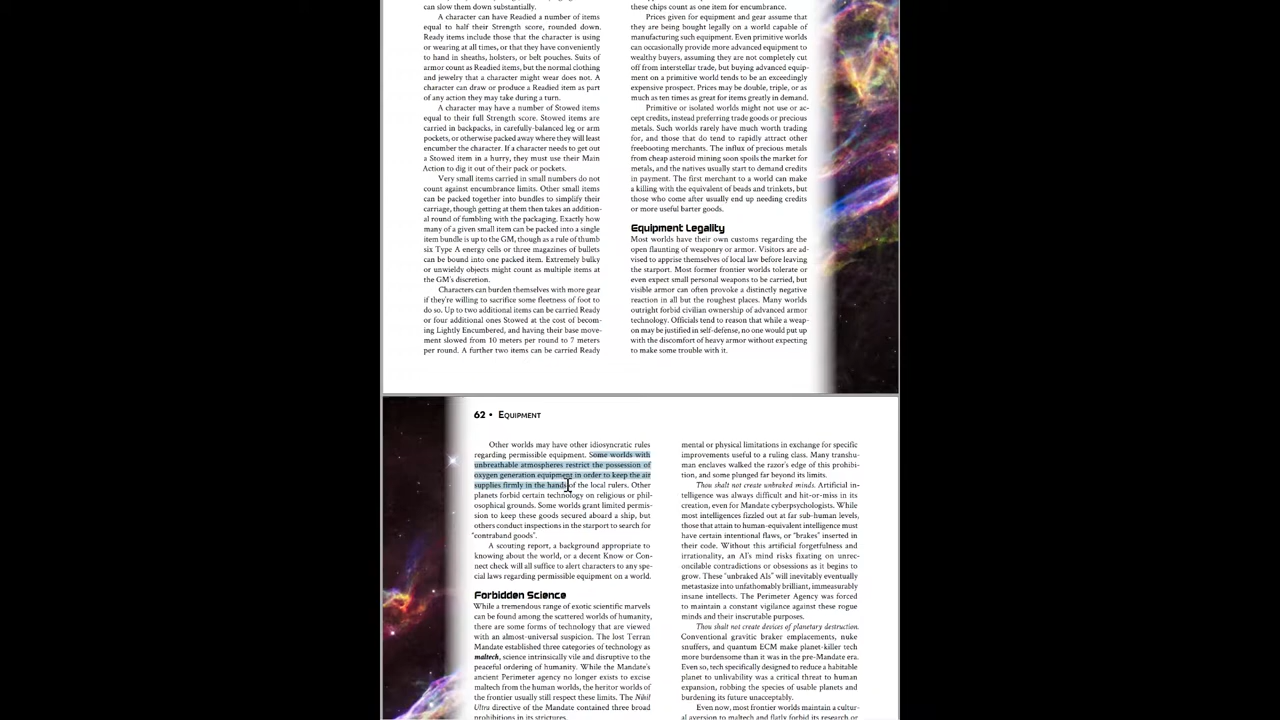 can slow them down substantially.
A character can have Readied a number of items
equal to half their Strength score, rounded down.
Ready items include those that the character is using
or wearing at all times, or that they have conveniently
to hand in sheaths, holsters, or belt pouches. Suits of
armor count as Readied items, but the normal clothing
and jewelry that a character might wear does not. A
character can draw or produce a Readied item as part
of any action they may take during a turn.
A character may have a number of Stowed items
equal to their full Strength score. Stowed items are
carried in backpacks, in carefully-balanced leg or arm
pockets, or otherwise packed away where they will least
encumber the character. If a character needs to get out
a Stowed item in a hurry, they must use their Main
Action to dig it out of their pack or pockets.
Very small items carried in small numbers do not
count against encumbrance limits. Other small items
can be packed together into bundles to simplify their
carriage, though getting at them then takes an addition-
al round of fumbling with the packaging. Exactly how
many of a given small item can be packed into a single
item bundle is up to the GM, though as a rule of thumb
six Type A energy cells or three magazines of bullets
can be bound into one packed item. Extremely bulky
or unwieldy objects might count as multiple items at
the GM's discretion.
Characters can burden themselves with more gear
if they're willing to sacrifice some fleetness of foot to
do so. Up to two additional items can be carried Ready
or four additional ones Stowed at the cost of becom-
ing Lightly Encumbered, and having their base move-
ment slowed from 10 meters per round to 7 meters
per round. A further two items can be carried Ready
these chips count as one item for encumbrance.
Prices given for equipment and gear assume that
they are being bought legally on a world capable of
manufacturing such equipment. Even primitive worlds
can occasionally provide more advanced equipment to
wealthy buyers, assuming they are not completely cut
off from interstellar trade, but buying advanced equip-
ment on a primitive world tends to be an exceedingly
expensive prospect. Prices may be double, triple, or as
much as ten times as great for items greatly in demand.
Primitive or isolated worlds might not use or ac-
cept credits, instead preferring trade goods or precious
metals. Such worlds rarely have much worth trading
for, and those that do tend to rapidly attract other
freebooting merchants. The influx of precious metals
from cheap asteroid mining soon spoils the market for
metals, and the natives usually start to demand credits
in payment. The first merchant to a world can make
a killing with the equivalent of beads and trinkets, but
those who come after usually end up needing credits
or more useful barter goods.
Equipment Legality
Most worlds have their own customs regarding the
open flaunting of weaponry or armor. Visitors are ad-
vised to apprise themselves of local law before leaving
the starport. Most former frontier worlds tolerate or
even expect small personal weapons to be carried, but
visible armor can often provoke a distinctly negative
reaction in all but the roughest places. Many worlds
outright forbid civilian ownership of advanced armor
technology. Officials tend to reason that while a weap-
on may be justified in self-defense, no one would put up
with the discomfort of heavy armor without expecting
to make some trouble with it.
62 • Equipment
Other worlds may have other idiosyncratic rules
regarding permissible equipment. Some worlds with
unbreathable atmospheres restrict the possession of
oxygen generation equipment in order to keep the air
supplies firmly in the hands of the local rulers. Other
planets forbid certain technology on religious or phil-
osophical grounds. Some worlds grant limited permis-
sion to keep these goods secured aboard a ship, but
others conduct inspections in the starport to search for
"contraband goods".
A scouting report, a background appropriate to
knowing about the world, or a decent Know or Con-
nect check will all suffice to alert characters to any spe-
cial laws regarding permissible equipment on a world.
Forbidden Science
While a tremendous range of exotic scientific marvels
can be found among the scattered worlds of humanity,
there are some forms of technology that are viewed
with an almost-universal suspicion. The lost Terran
Mandate established three categories of technology as
maltech, science intrinsically vile and disruptive to the
peaceful ordering of humanity. While the Mandate's
ancient Perimeter agency no longer exists to excise
maltech from the human worlds, the heritor worlds of
the frontier usually still respect these limits. The Nihil
Ultra directive of the Mandate contained three broad
prohibitions in its strictures.
mental or physical limitations in exchange for specific
improvements useful to a ruling class. Many transhu-
man enclaves walked the razor's edge of this prohibi-
tion, and some plunged far beyond its limits.
Thou shalt not create unbraked minds. Artificial in-
telligence was always difficult and hit-or-miss in its
creation, even for Mandate cyberpsychologists. While
most intelligences fizzled out at far sub-human levels,
those that attain to human-equivalent intelligence must
have certain intentional flaws, or "brakes" inserted in
their code. Without this artificial forgetfulness and
irrationality, an AI's mind risks fixating on unrec-
oncilable contradictions or obsessions as it begins to
grow. These "unbraked AIs" will inevitably eventually
metastasize into unfathomably brilliant, immeasurably
insane intellects. The Perimeter Agency was forced
to maintain a constant vigilance against these rogue
minds and their inscrutable purposes.
Thou shalt not create devices of planetary destruction.
Conventional gravitic braker emplacements, nuke
snuffers, and quantum ECM make planet-killer tech
more burdensome than it was in the pre-Mandate era.
Even so, tech specifically designed to reduce a habitable
planet to unlivability was a critical threat to human
expansion, robbing the species of usable planets and
burdening its future unacceptably.
Even now, most frontier worlds maintain a cultur-
al aversion to maltech and flatly forbid its research or